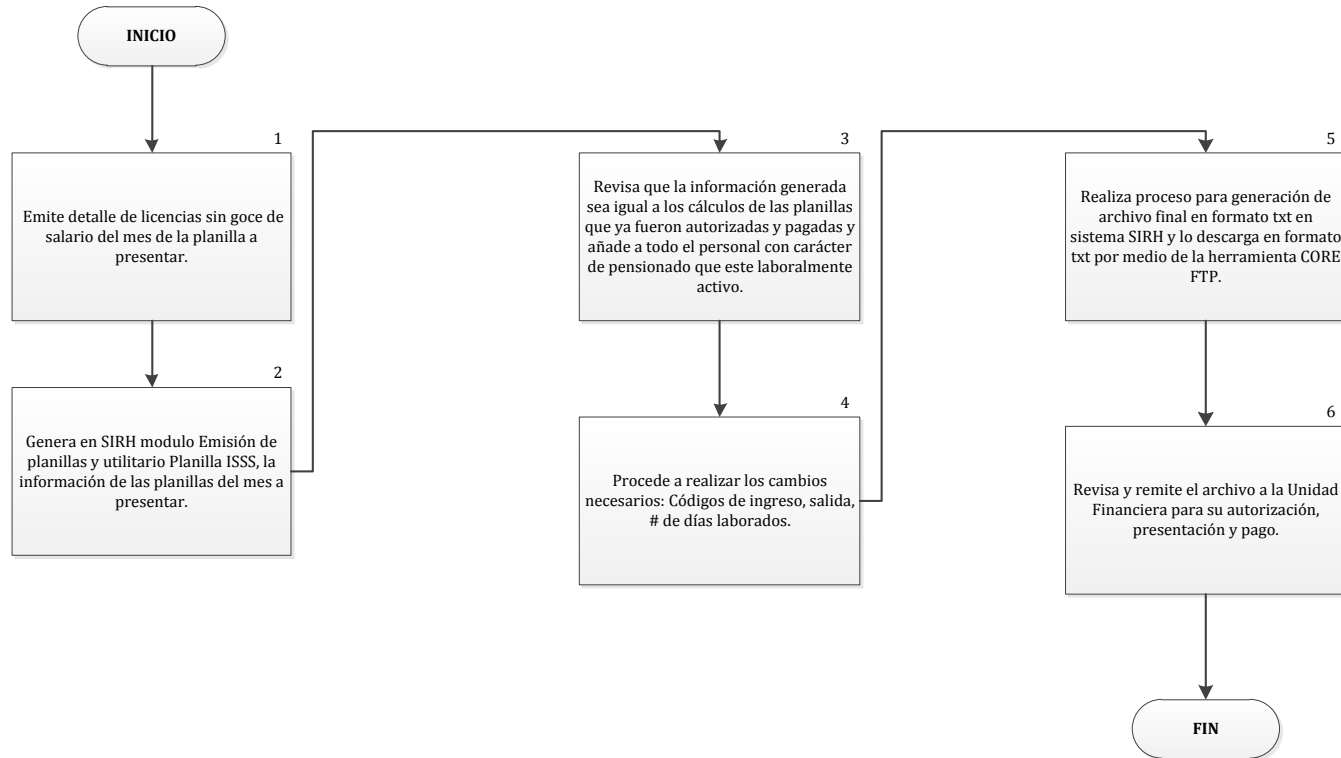 INICIO
1
Emite detalle de licencias sin goce de
salario del mes de la planilla a
presentar.
2
Genera en SIRH modulo Emisión de
planillas y utilitario Planilla ISSS, la
información de las planillas del mes a
presentar.
3
Revisa que la información generada
sea igual a los cálculos de las planillas
que ya fueron autorizadas y pagadas y
añade a todo el personal con carácter
de pensionado que este laboralmente
activo.
4
Procede a realizar los cambios
necesarios: Códigos de ingreso, salida,
# de días laborados.
5
Realiza proceso para generación de
archivo final en formato txt en
sistema SIRH y lo descarga en formato
txt por medio de la herramienta CORE
FTP.
6
Revisa y remite el archivo a la Unidad
Financiera para su autorización,
presentación y pago.
FIN